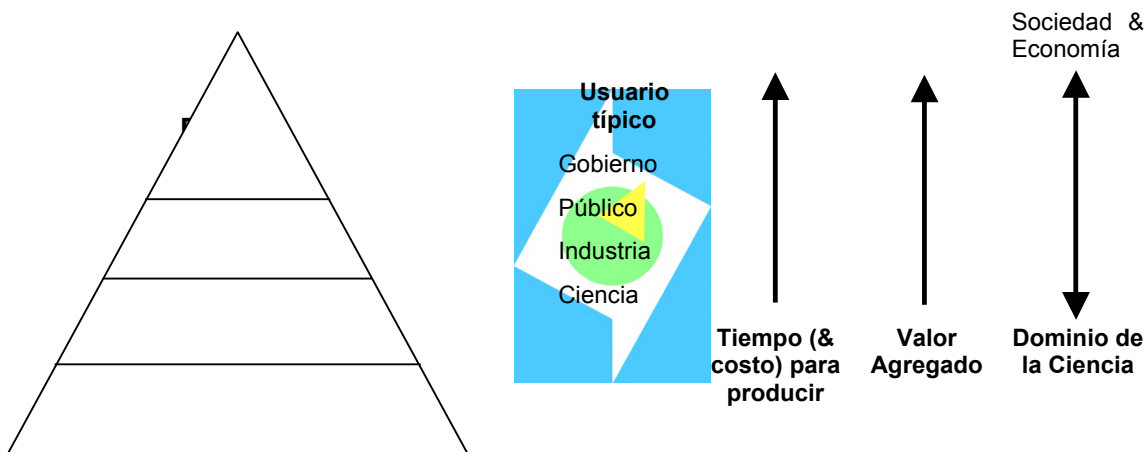 Sociedad &
Economía
Usuario
típico
Gobierno
Público
Industria
Ciencia
Tiempo (&
costo) para
producir
Valor
Agregado
Dominio de
la Ciencia